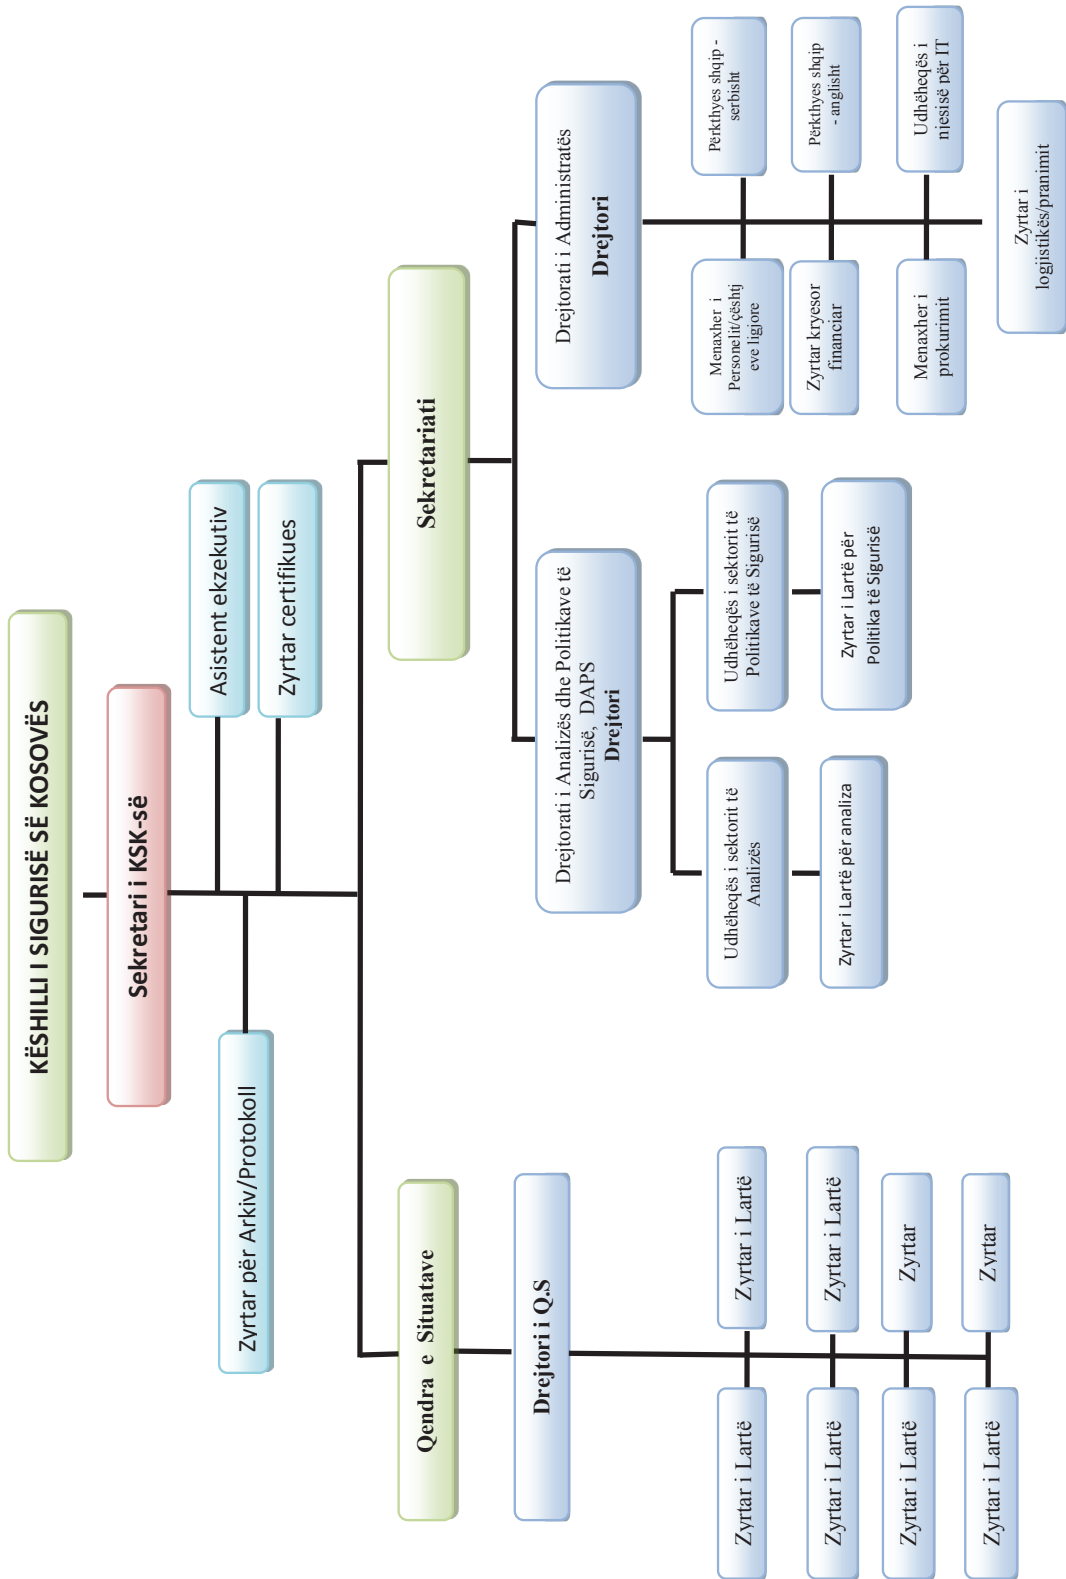 KËSHILLI I SIGURISË SË KOSOVËS
Sekretari i KSK-së
Zyrtar për Arkiv/Protokoll
Asistent ekzekutiv
Zyrtar certifikues
Qendra e Situatave
Sekretariati
Drejtori i Q.S
Drejtorati i Analizës dhe Politikave të
Sigurisë, DAPS
Drejtori
Drejtorati i Administratës
Drejtori
Zyrtar i Lartë
Zyrtar i Lartë
Zyrtar i Lartë
Zyrtar i Lartë
Zyrtar i Lartë
Zyrtar
Zyrtar i Lartë
Zyrtar
Udhëheqës i sektorit të
Analizës
Udhëheqës i sektorit të
Politikave të Sigurisë
Zyrtar i Lartë për analiza
Zyrtar i Lartë për
Politika të Sigurisë
Menaxher i
Personelit/çështj
eve ligjore
Përkthyes shqip -
serbisht
Zyrtar kryesor
financiar
Përkthyes shqip
- anglisht
Menaxher i
prokurimit
Udhëheqës i
njesisë për IT
Zyrtar i
logjistikës/pranimit